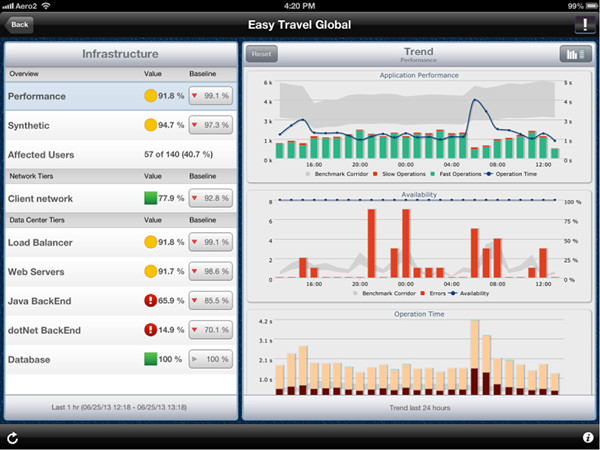 Aero2 4:20 PM 99%
Back Easy Travel Global !
Infrastructure
Overview Value Baseline
Performance 91.8 % 99.1 %
Synthetic 94.7 % 97.3 %
Affected Users 57 of 140 (40.7 %)
Network Tiers Value Baseline
Client network 77.9 % 92.8 %
Data Center Tiers Value Baseline
Load Balancer 91.8 % 99.1 %
Web Servers 91.7 % 98.6 %
Java BackEnd ! 65.9 % 85.5 %
dotNet BackEnd ! 14.9 % 70.1 %
Database 100 % 100 %
Last 1 hr (06/25/13 12:18 - 06/25/13 13:18)
Reset Trend
Performance
Application Performance
6 k 5 s
4 k 4 s
3 k 3 s
2 k 2 s
1 s
0 k 0 s
16:00 20:00 00:00 04:00 08:00 12:00
Benchmark Corridor Slow Operations Fast Operations Operation Time
Availability
8 100 %
6 75 %
4 50 %
2 25 %
0 0 %
16:00 20:00 00:00 04:00 08:00 12:00
Benchmark Corridor Errors Availability
Operation Time
4.2 s
3.1 s
2.1 s
1.0 s
Trend last 24 hours
i